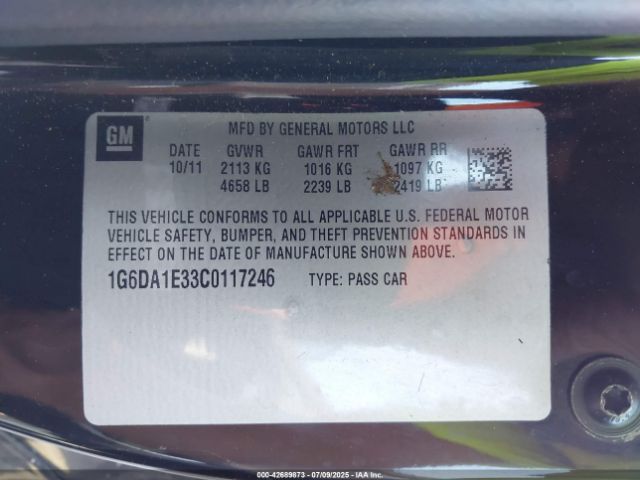 GM
MFD BY GENERAL MOTORS LLC
DATE GVWR GAWR FRT GAWR RR
10/11 2113 KG 1016 KG 1097 KG
4658 LB 2239 LB 2419 LB
THIS VEHICLE CONFORMS TO ALL APPLICABLE U.S. FEDERAL MOTOR
VEHICLE SAFETY, BUMPER, AND THEFT PREVENTION STANDARDS IN
EFFECT ON THE DATE OF MANUFACTURE SHOWN ABOVE.
1G6DA1E33C0117246 TYPE: PASS CAR
000-42689873 - 07/09/2025 - IAA Inc.